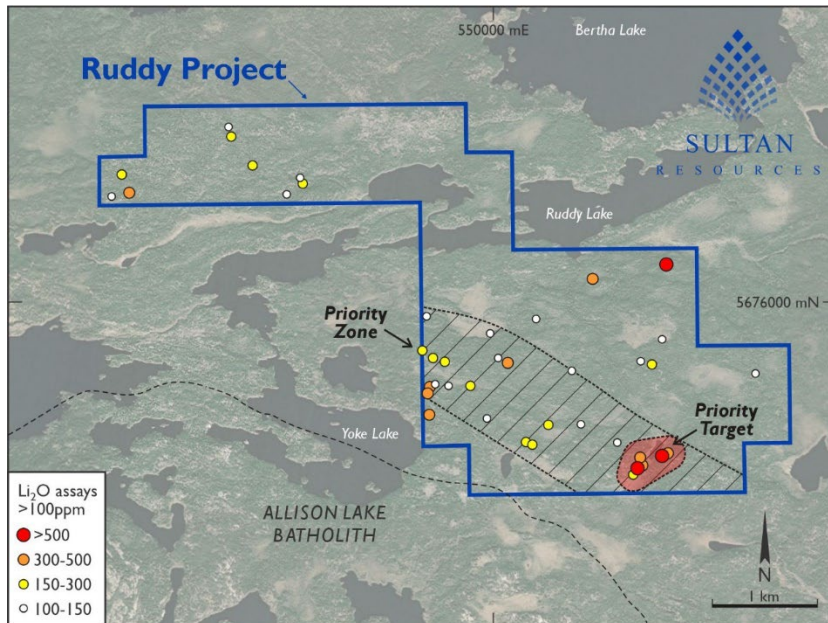 550000 mE
Bertha Lake
Ruddy Project
SULTAN
RESOURCES
Ruddy Lake
5676000 mN
Priority
Zone
Priority
Target
Yoke Lake
Li₂O assays
>100ppm
>500
300-500
150-300
100-150
ALLISON LAKE
BATHOLITH
N
1 km